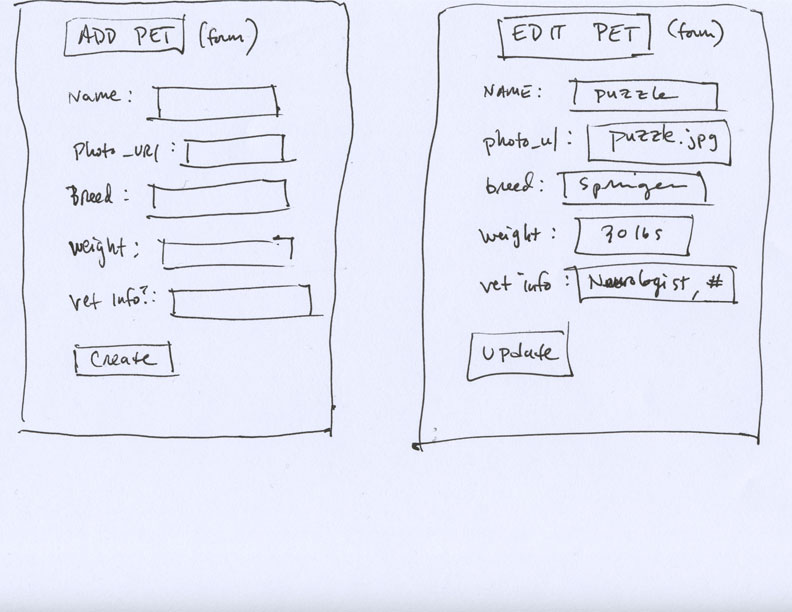 ADD PET (form)
Name:
photo_url:
Breed:
weight:
vet info?:
Create
EDIT PET (form)
NAME: puzzle
photo_ul: puzzle.jpg
breed: Springer
weight: 30 lbs
vet info: Neurologist, #
Update